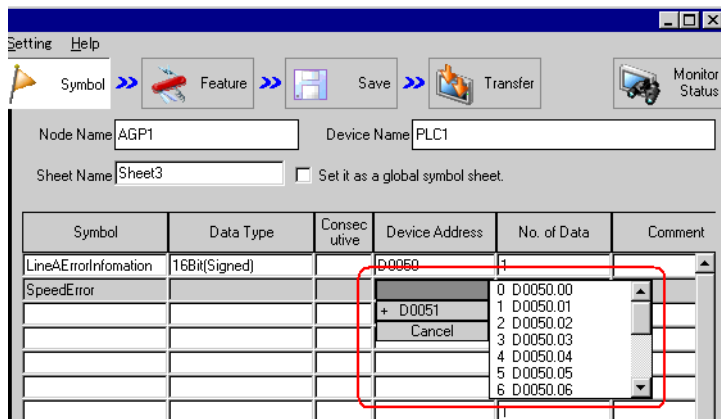 Setting Help
Symbol Feature Save Transfer Monitor Status
Node Name AGP1 Device Name PLC1
Sheet Name Sheet3 Set it as a global symbol sheet.
Symbol Data Type Consec utive Device Address No. of Data Comment
LineAErrorInfomation 16Bit(Signed) D0050 1
SpeedError
0 D0050.00
+ D0051 1 D0050.01
Cancel 2 D0050.02
3 D0050.03
4 D0050.04
5 D0050.05
6 D0050.06